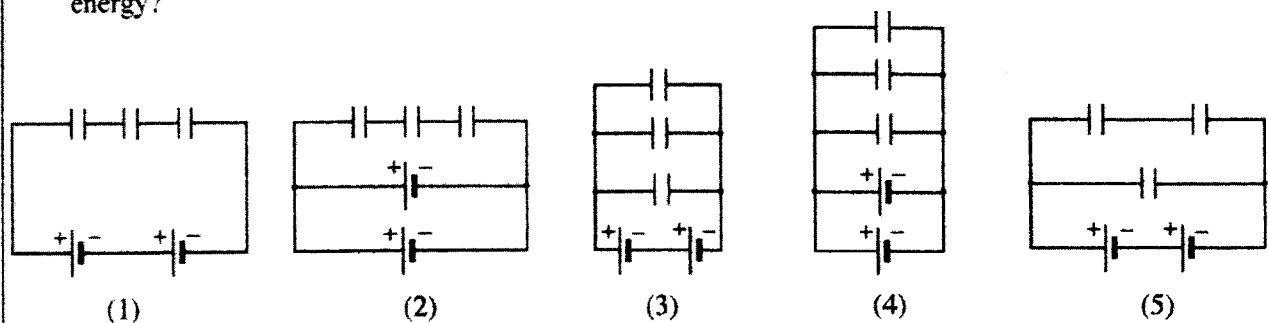 energy?
+ − + −
+ −
+ −
+ − + −
+ −
+ −
+ − + −
(1) (2) (3) (4) (5)